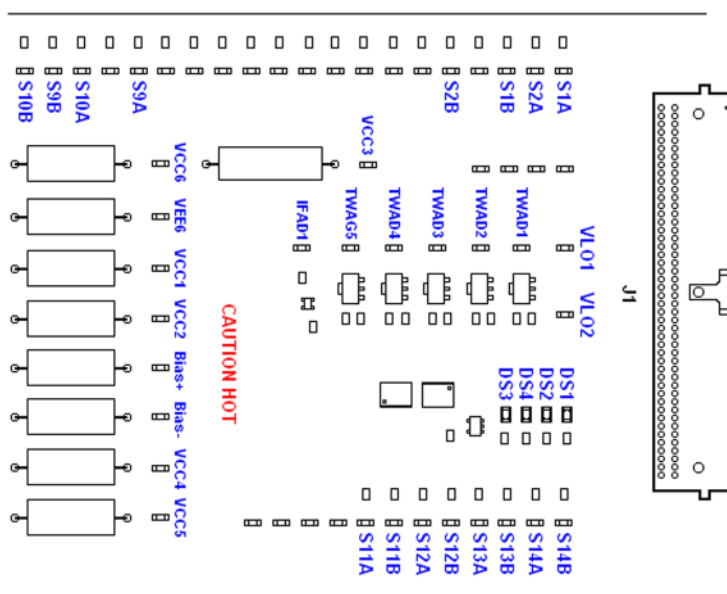 S10B
S9B
S10A
S9A
S2B
S1B
S2A
S1A
VCC6
VCC3
VEE6
IFAD1
TWAG5
TWAD4
TWAD3
TWAD2
TWAD1
VLO1
VCC1
VCC2
VLO2
J1
CAUTION HOT
Bias+
Bias-
DS3
DS4
DS2
DS1
VCC4
VCC5
S11A
S11B
S12A
S12B
S13A
S13B
S14A
S14B